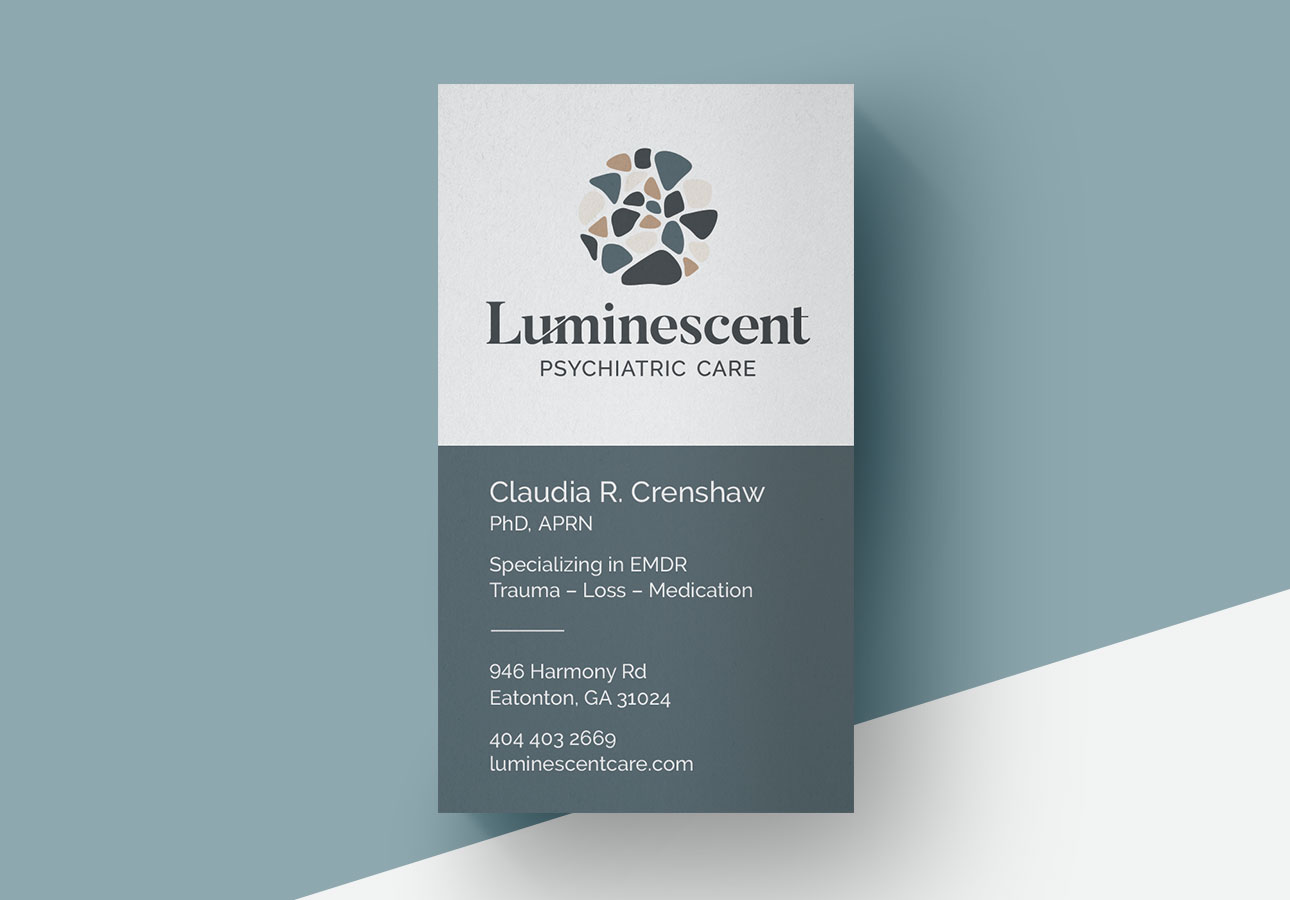 Luminescent
PSYCHIATRIC CARE
Claudia R. Crenshaw
PhD, APRN
Specializing in EMDR
Trauma – Loss – Medication
946 Harmony Rd
Eatonton, GA 31024
404 403 2669
luminescentcare.com